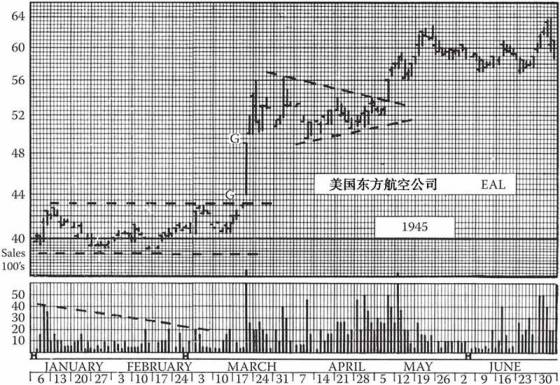 64
60
56
52
48
44
40
Sales
100's
50
40
30
20
10
G
G
美国东方航空公司 EAL
1945
H
H
H
JANUARY FEBRUARY MARCH APRIL MAY JUNE
6 13 20 27 3 10 17 24 3 10 17 24 31 7 14 21 28 5 12 19 26 2 9 16 23 30